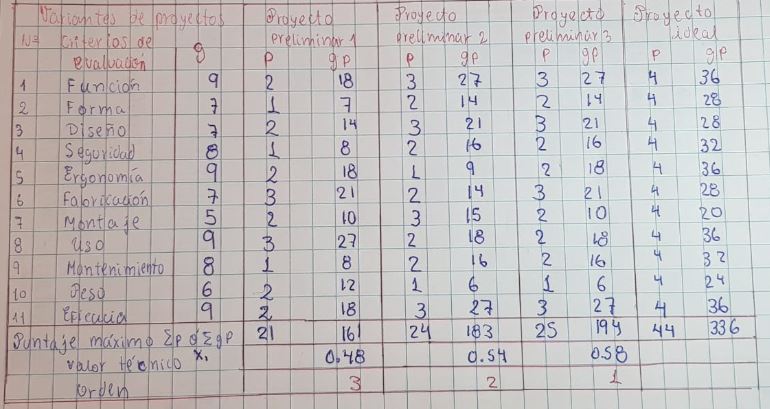 Variantes de proyectos Proyecto preliminar 1 Proyecto preliminar 2 Proyecto preliminar 3 Proyecto ideal
Nº Criterios de evaluación g p gp p gp p gp p gp
1 Función 9 2 18 3 27 3 27 4 36
2 Forma 7 1 7 2 14 2 14 4 28
3 Diseño 7 2 14 3 21 3 21 4 28
4 Seguridad 8 1 8 2 16 2 16 4 32
5 Ergonomía 9 2 18 1 9 2 18 4 36
6 Fabricación 7 3 21 2 14 3 21 4 28
7 Montaje 5 2 10 3 15 2 10 4 20
8 Uso 9 3 27 2 18 2 18 4 36
9 Mantenimiento 8 1 8 2 16 2 16 4 32
10 Peso 6 2 12 1 6 1 6 4 24
11 Eficacia 9 2 18 3 27 3 27 4 36
Puntaje máximo Σp ó Σgp 21 161 24 183 25 194 44 336
Valor técnico x₁ 0.48 0.54 0.58
Orden 3 2 1